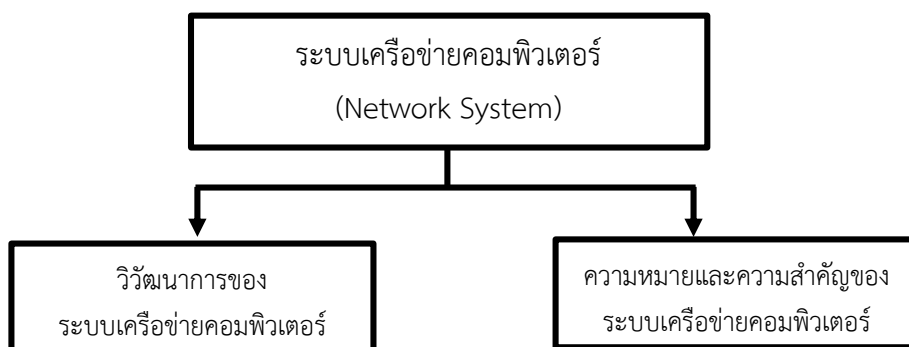 ระบบเครือข่ายคอมพิวเตอร์
(Network System)
วิวัฒนาการของ
ระบบเครือข่ายคอมพิวเตอร์
ความหมายและความสำคัญของ
ระบบเครือข่ายคอมพิวเตอร์